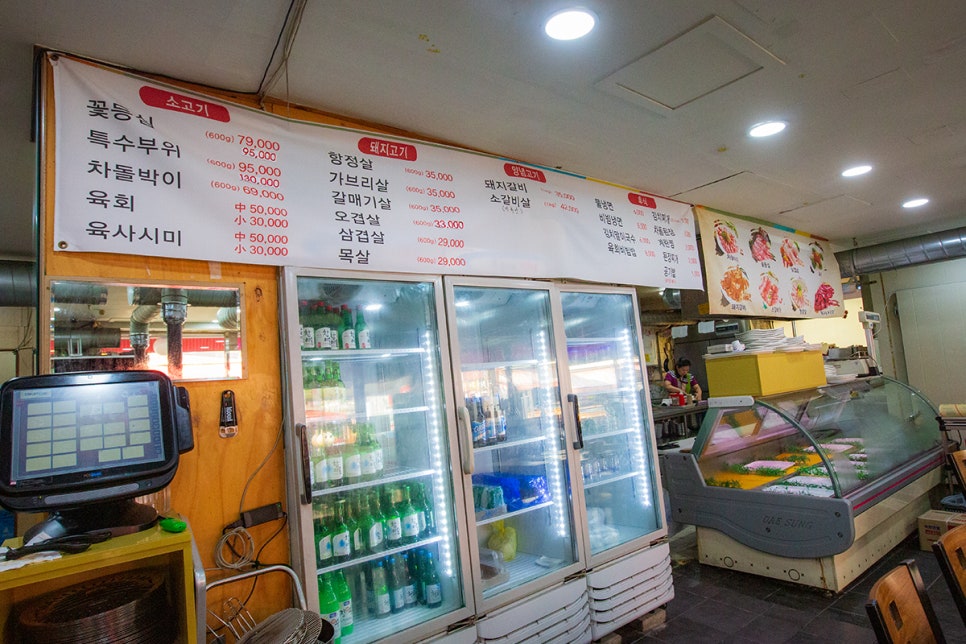 소고기
꽃등심 (600g) 79,000
95,000
특수부위 (600g) 95,000
130,000
차돌박이 (600g) 69,000
육회 中 50,000
小 30,000
육사시미 中 50,000
小 30,000
돼지고기
항정살 (600g) 35,000
가브리살 (600g) 35,000
갈매기살 (600g) 35,000
오겹살 (600g) 33,000
삼겹살 (600g) 29,000
목살 (600g) 29,000
양념고기
돼지갈비
소갈비살
음식
물냉면
비빔냉면
김치말이국수
육회비빔밥
김치찌개
계란찜
된장찌개
공기밥
DAE SUNG